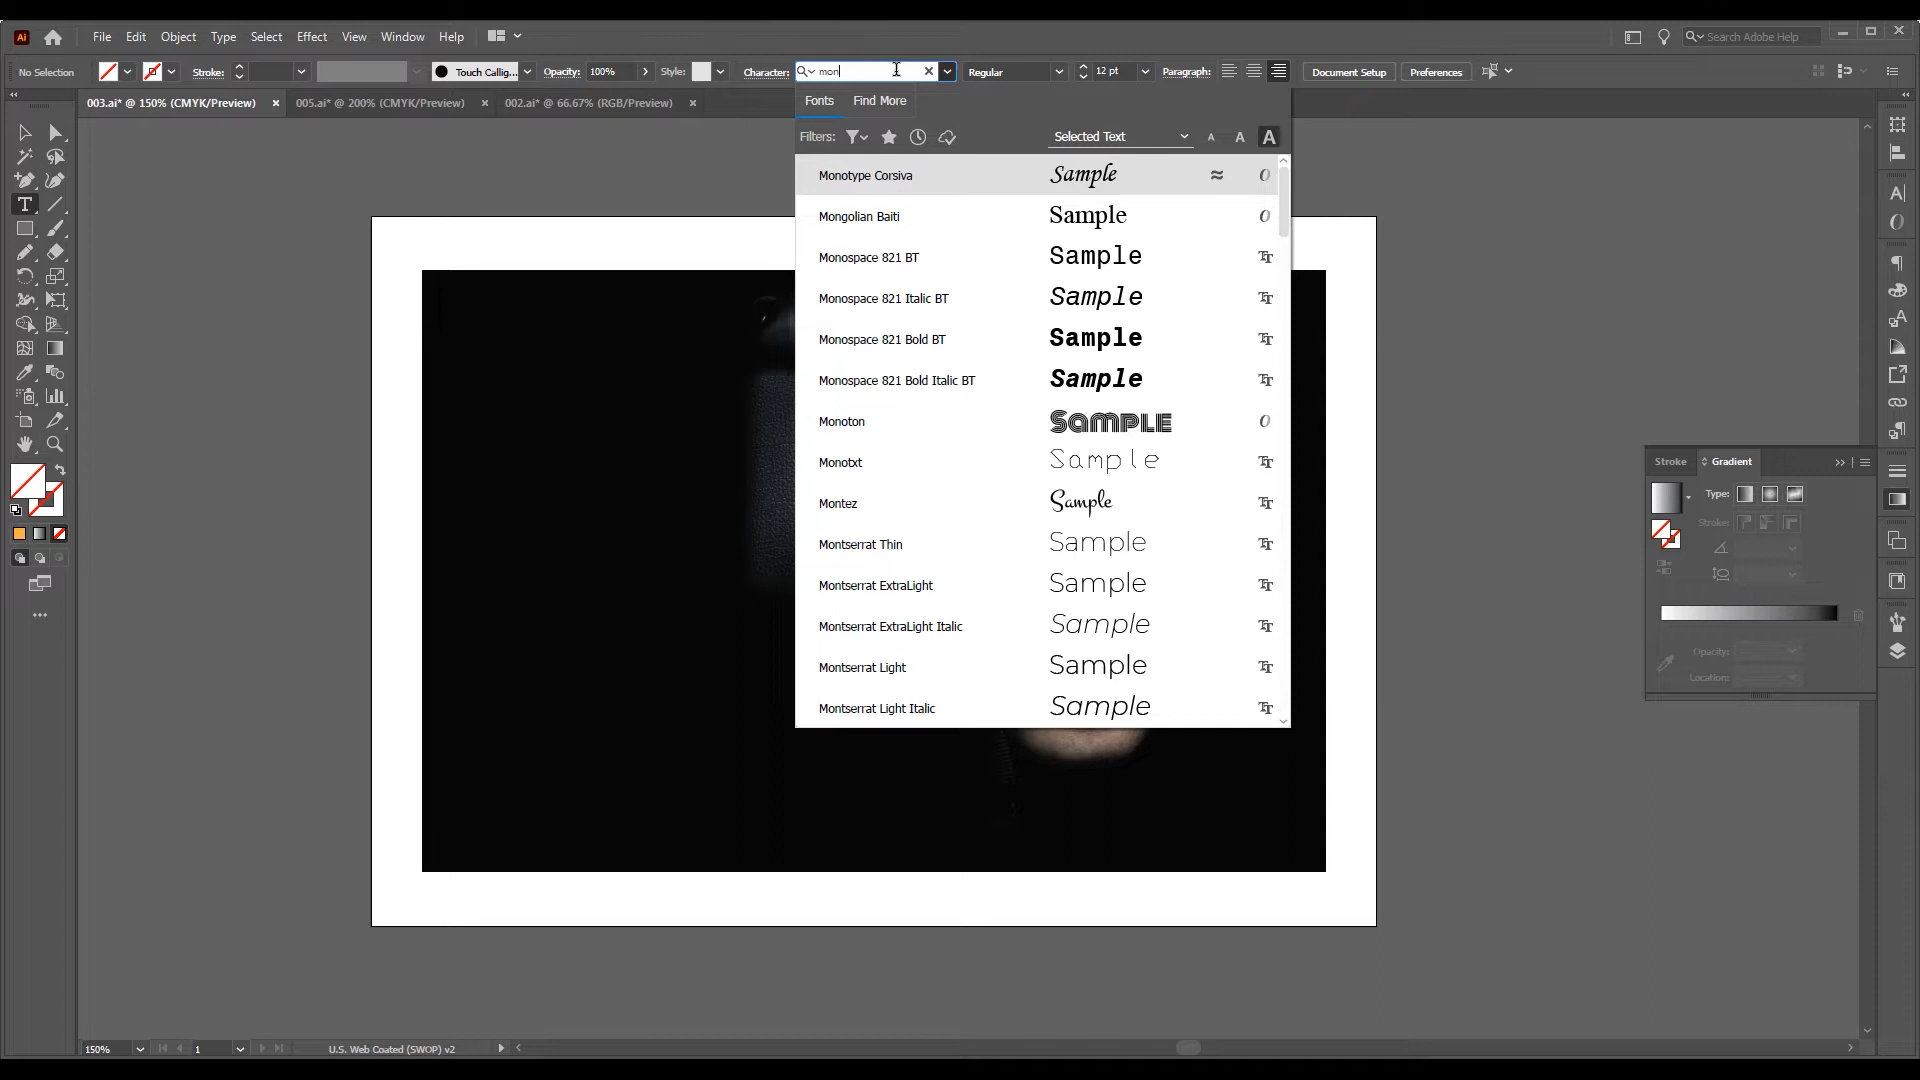 Ai File Edit Object Type Select Effect View Window Help Search Adobe Help
No Selection Stroke: Touch Callig... Opacity: 100% Style: Character: mon Regular 12 pt Paragraph: Document Setup Preferences
003.ai* @ 150% (CMYK/Preview) 005.ai* @ 200% (CMYK/Preview) 002.ai* @ 66.67% (RGB/Preview)
Fonts Find More
Filters: Selected Text A A A
Monotype Corsiva Sample
Mongolian Baiti Sample
Monospace 821 BT Sample
Monospace 821 Italic BT Sample
Monospace 821 Bold BT Sample
Monospace 821 Bold Italic BT Sample
Monoton SAMPLE
Monotxt Sample
Montez Sample
Montserrat Thin Sample
Montserrat ExtraLight Sample
Montserrat ExtraLight Italic Sample
Montserrat Light Sample
Montserrat Light Italic Sample
Stroke Gradient
Type:
Stroke:
Opacity:
Location:
150% 1 U.S. Web Coated (SWOP) v2